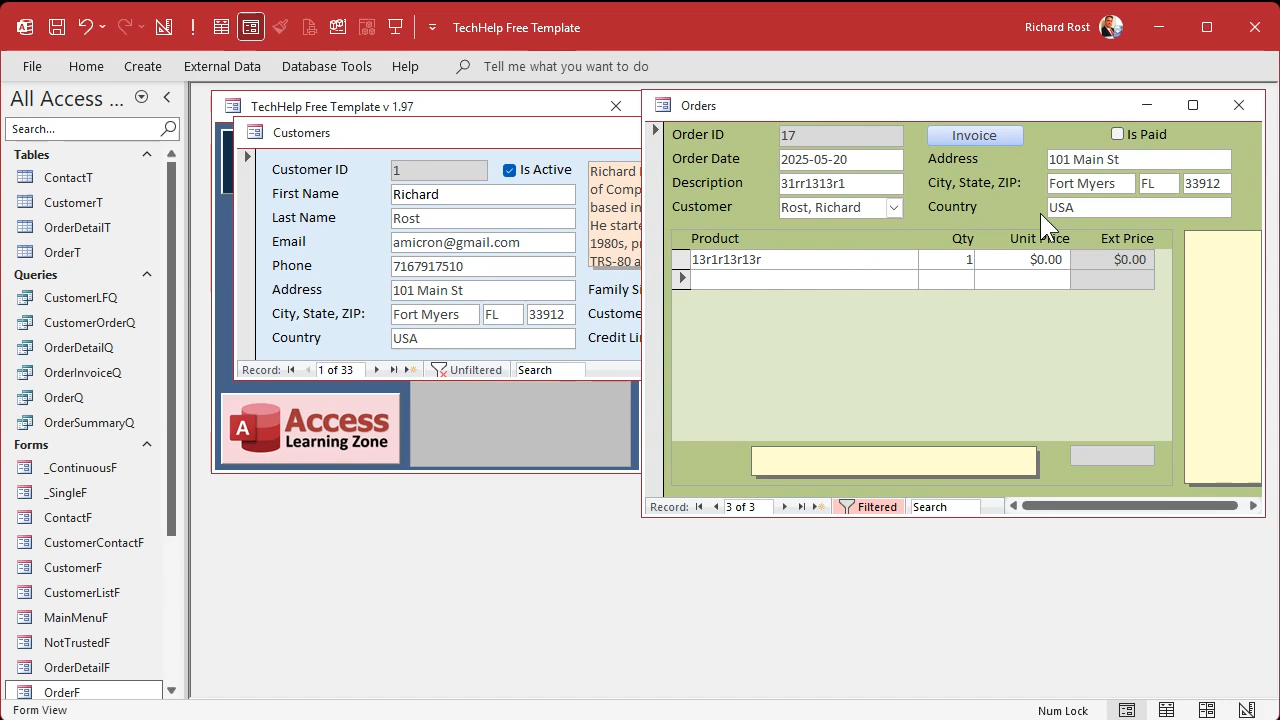 TechHelp Free Template
Richard Rost
File Home Create External Data Database Tools Help Tell me what you want to do
All Access ...
Search...
Tables
ContactT
CustomerT
OrderDetailT
OrderT
Queries
CustomerLFQ
CustomerOrderQ
OrderDetailQ
OrderInvoiceQ
OrderQ
OrderSummaryQ
Forms
_ContinuousF
_SingleF
ContactF
CustomerContactF
CustomerF
CustomerListF
MainMenuF
NotTrustedF
OrderDetailF
OrderF
TechHelp Free Template v 1.97
Customers
Customer ID 1 Is Active
First Name Richard
Last Name Rost
Email amicron@gmail.com
Phone 7167917510
Address 101 Main St
City, State, ZIP: Fort Myers FL 33912
Country USA
Richard
of Comp
based in
He starte
1980s, pr
TRS-80 a
Family Si
Custome
Credit Li
Record: 1 of 33 Unfiltered Search
A Access
Learning Zone
Orders
Order ID 17 Invoice Is Paid
Order Date 2025-05-20 Address 101 Main St
Description 31rr1313r1 City, State, ZIP: Fort Myers FL 33912
Customer Rost, Richard Country USA
Product Qty Unit Price Ext Price
13r1r13r13r 1 $0.00 $0.00
Record: 3 of 3 Filtered Search
Form View
Num Lock